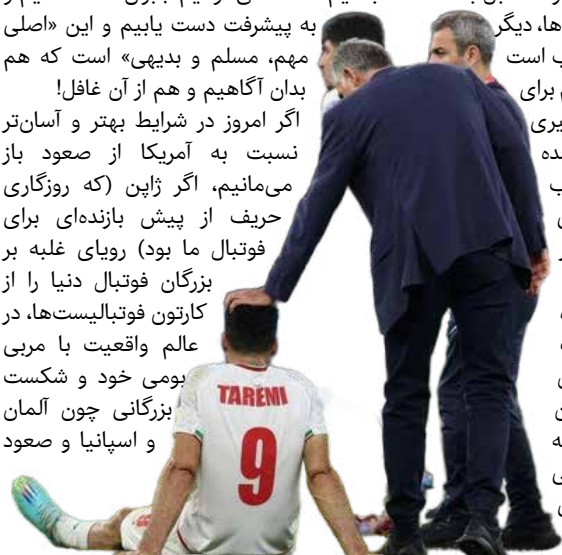 ها، دیگر
است
برای
به پیشرفت دست یابیم و این «اصلی
مهم، مسلم و بدیهی» است که هم
بدان آگاهیم و هم از آن غافل!
اگر امروز در شرایط بهتر و آسان‌تر
نسبت به آمریکا از صعود باز
می‌مانیم، اگر ژاپن (که روزگاری
حریف از پیش بازنده‌ای برای
فوتبال ما بود) رویای غلبه بر
بزرگان فوتبال دنیا را از
کارتون فوتبالیست‌ها، در
عالم واقعیت با مربی
بومی خود و شکست
بزرگانی چون آلمان
و اسپانیا و صعود
TAREMI
9